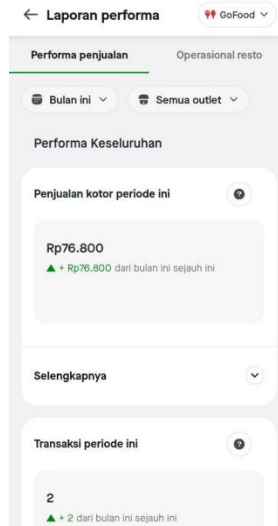 Laporan performa
GoFood
Performa penjualan
Operasional resto
Bulan ini
Semua outlet
Performa Keseluruhan
Penjualan kotor periode ini
?
Rp76.800
▲ + Rp76.800 dari bulan ini sejauh ini
Selengkapnya
Transaksi periode ini
?
2
▲ + 2 dari bulan ini sejauh ini